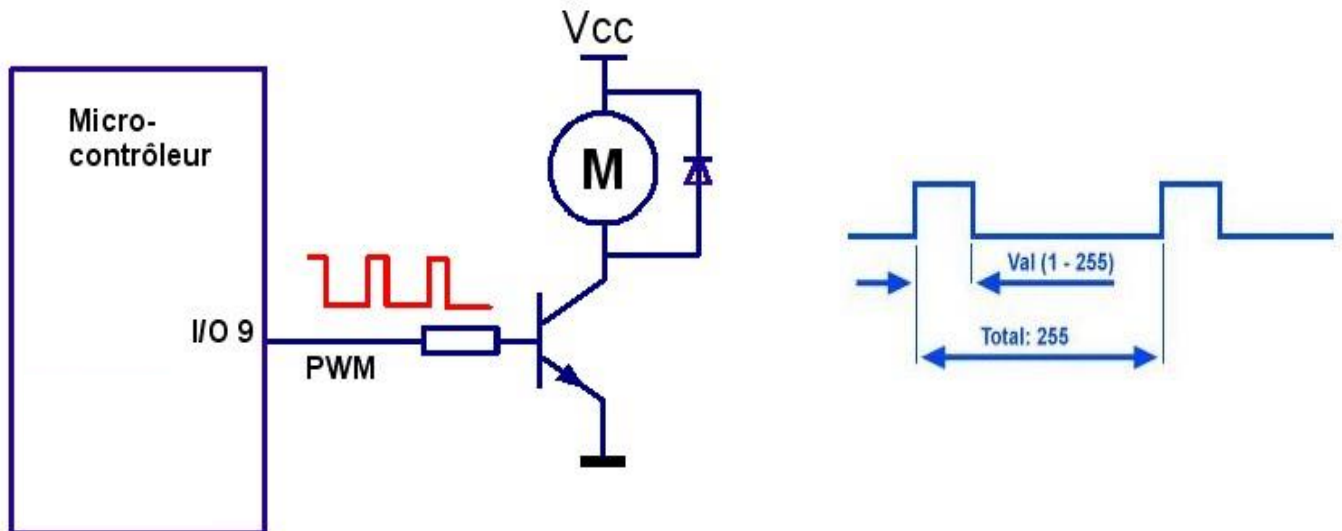 Vcc
Micro-
contrôleur
M
I/O 9
PWM
Val (1 - 255)
Total: 255